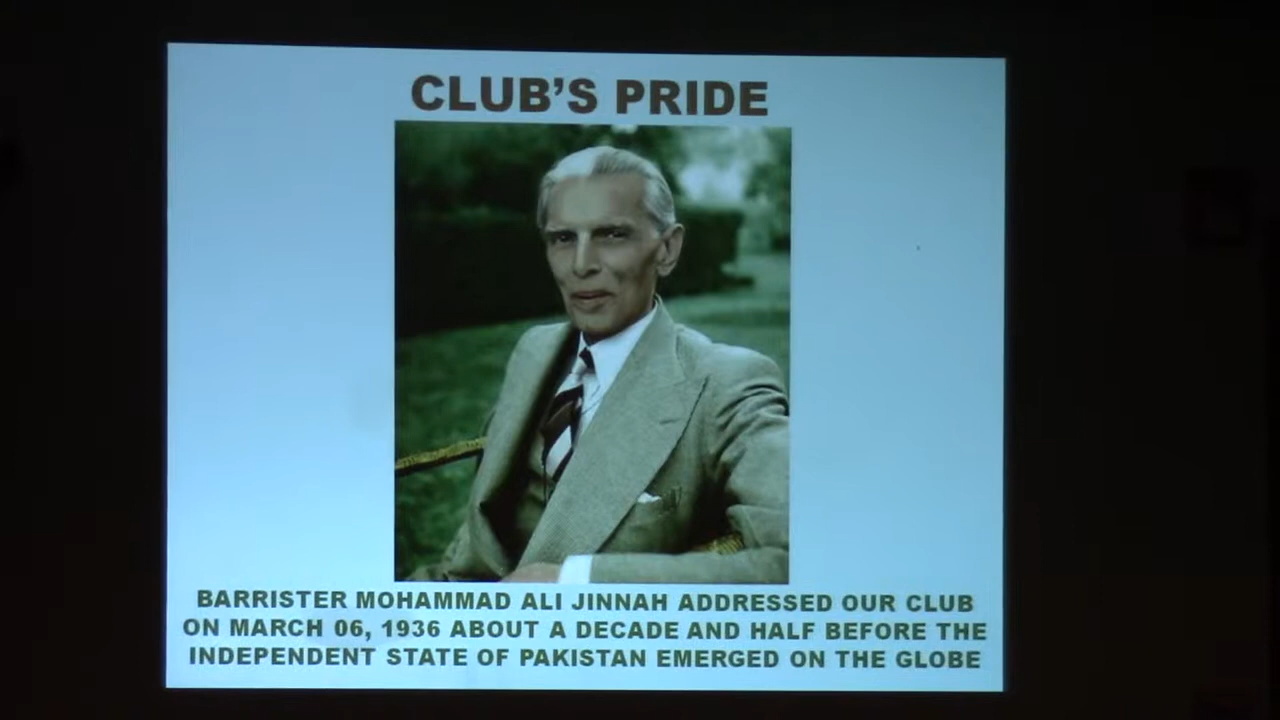 CLUB'S PRIDE
BARRISTER MOHAMMAD ALI JINNAH ADDRESSED OUR CLUB
ON MARCH 06, 1936 ABOUT A DECADE AND HALF BEFORE THE
INDEPENDENT STATE OF PAKISTAN EMERGED ON THE GLOBE